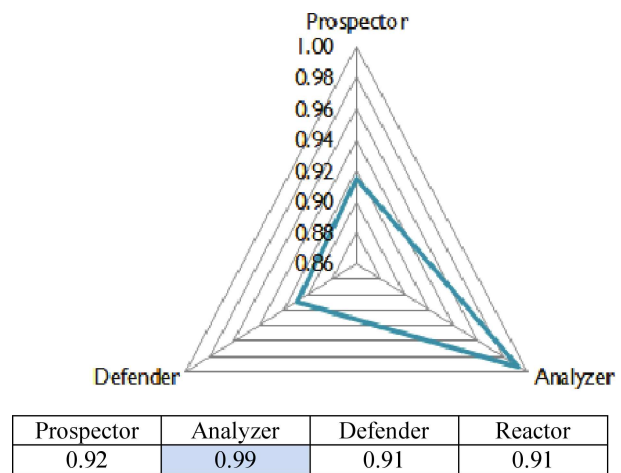 Prospector
1.00
0.98
0.96
0.94
0.92
0.90
0.88
0.86
Defender
Analyzer
Prospector Analyzer Defender Reactor
0.92 0.99 0.91 0.91